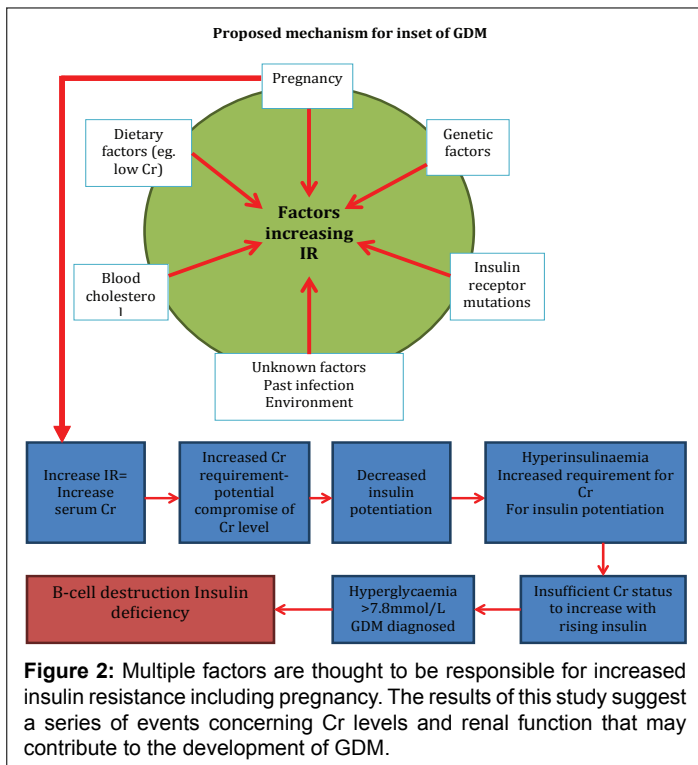 Proposed mechanism for inset of GDM
Pregnancy
Dietary
factors (eg.
low Cr)
Genetic
factors
Factors
increasing
IR
Blood
cholestero
l
Insulin
receptor
mutations
Unknown factors
Past infection
Environment
Increase IR=
Increase
serum Cr
Increased Cr
requirement-
potential
compromise of
Cr level
Decreased
insulin
potentiation
Hyperinsulinaemia
Increased requirement for
Cr
For insulin potentiation
B-cell destruction Insulin
deficiency
Hyperglycaemia
>7.8mmol/L
GDM diagnosed
Insufficient Cr status
to increase with
rising insulin
Figure 2: Multiple factors are thought to be responsible for increased
insulin resistance including pregnancy. The results of this study suggest
a series of events concerning Cr levels and renal function that may
contribute to the development of GDM.